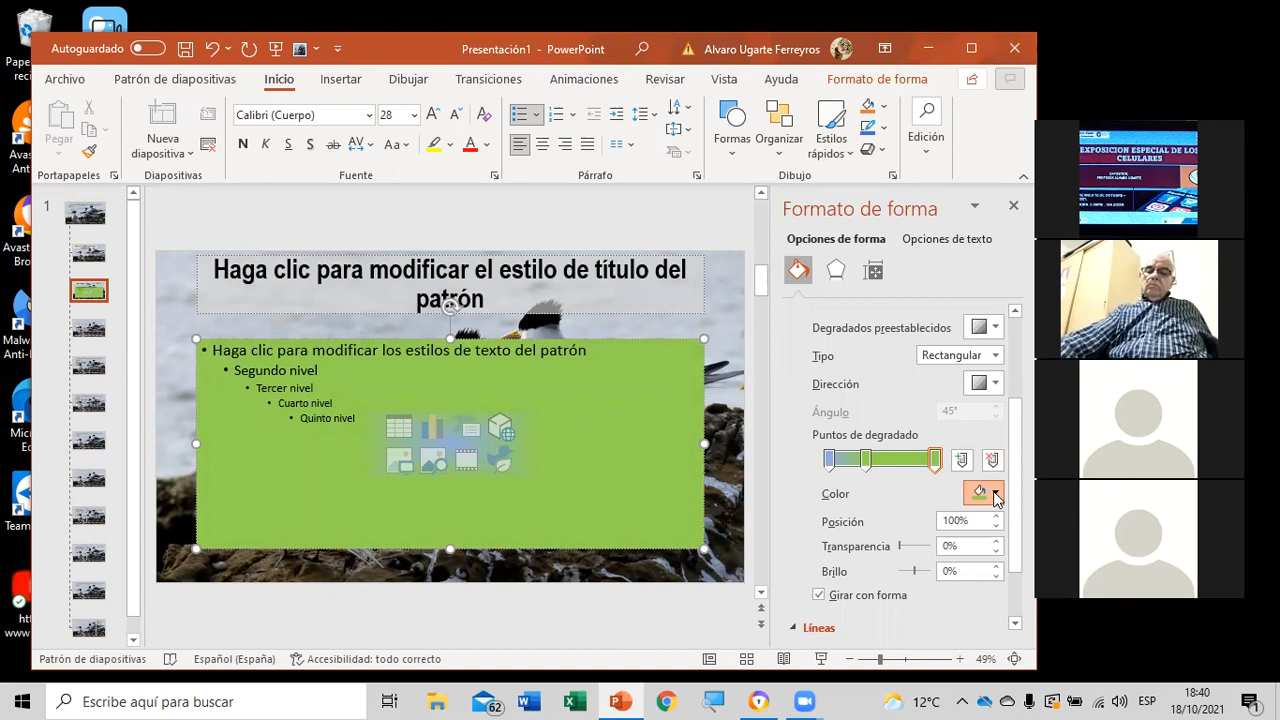 Autoguardado
Presentación1 - PowerPoint
Alvaro Ugarte Ferreyros
Archivo Patrón de diapositivas Inicio Insertar Dibujar Transiciones Animaciones Revisar Vista Ayuda Formato de forma
Pegar
Nueva
diapositiva
Calibri (Cuerpo) 28
N K S S ab AV Aa A
Formas Organizar Estilos
rápidos
Edición
Portapapeles Diapositivas Fuente Párrafo Dibujo
1
Haga clic para modificar el estilo de título del
patrón
• Haga clic para modificar los estilos de texto del patrón
• Segundo nivel
• Tercer nivel
• Cuarto nivel
• Quinto nivel
Formato de forma
Opciones de forma Opciones de texto
Degradados preestablecidos
Tipo Rectangular
Dirección
Ángulo 45°
Puntos de degradado
Color
Posición 100%
Transparencia 0%
Brillo 0%
Girar con forma
Líneas
EXPOSICION ESPECIAL DE LOS
CELULARES
Patrón de diapositivas Español (España) Accesibilidad: todo correcto 49%
Escribe aquí para buscar
62
12°C
ESP
18:40
18/10/2021
1